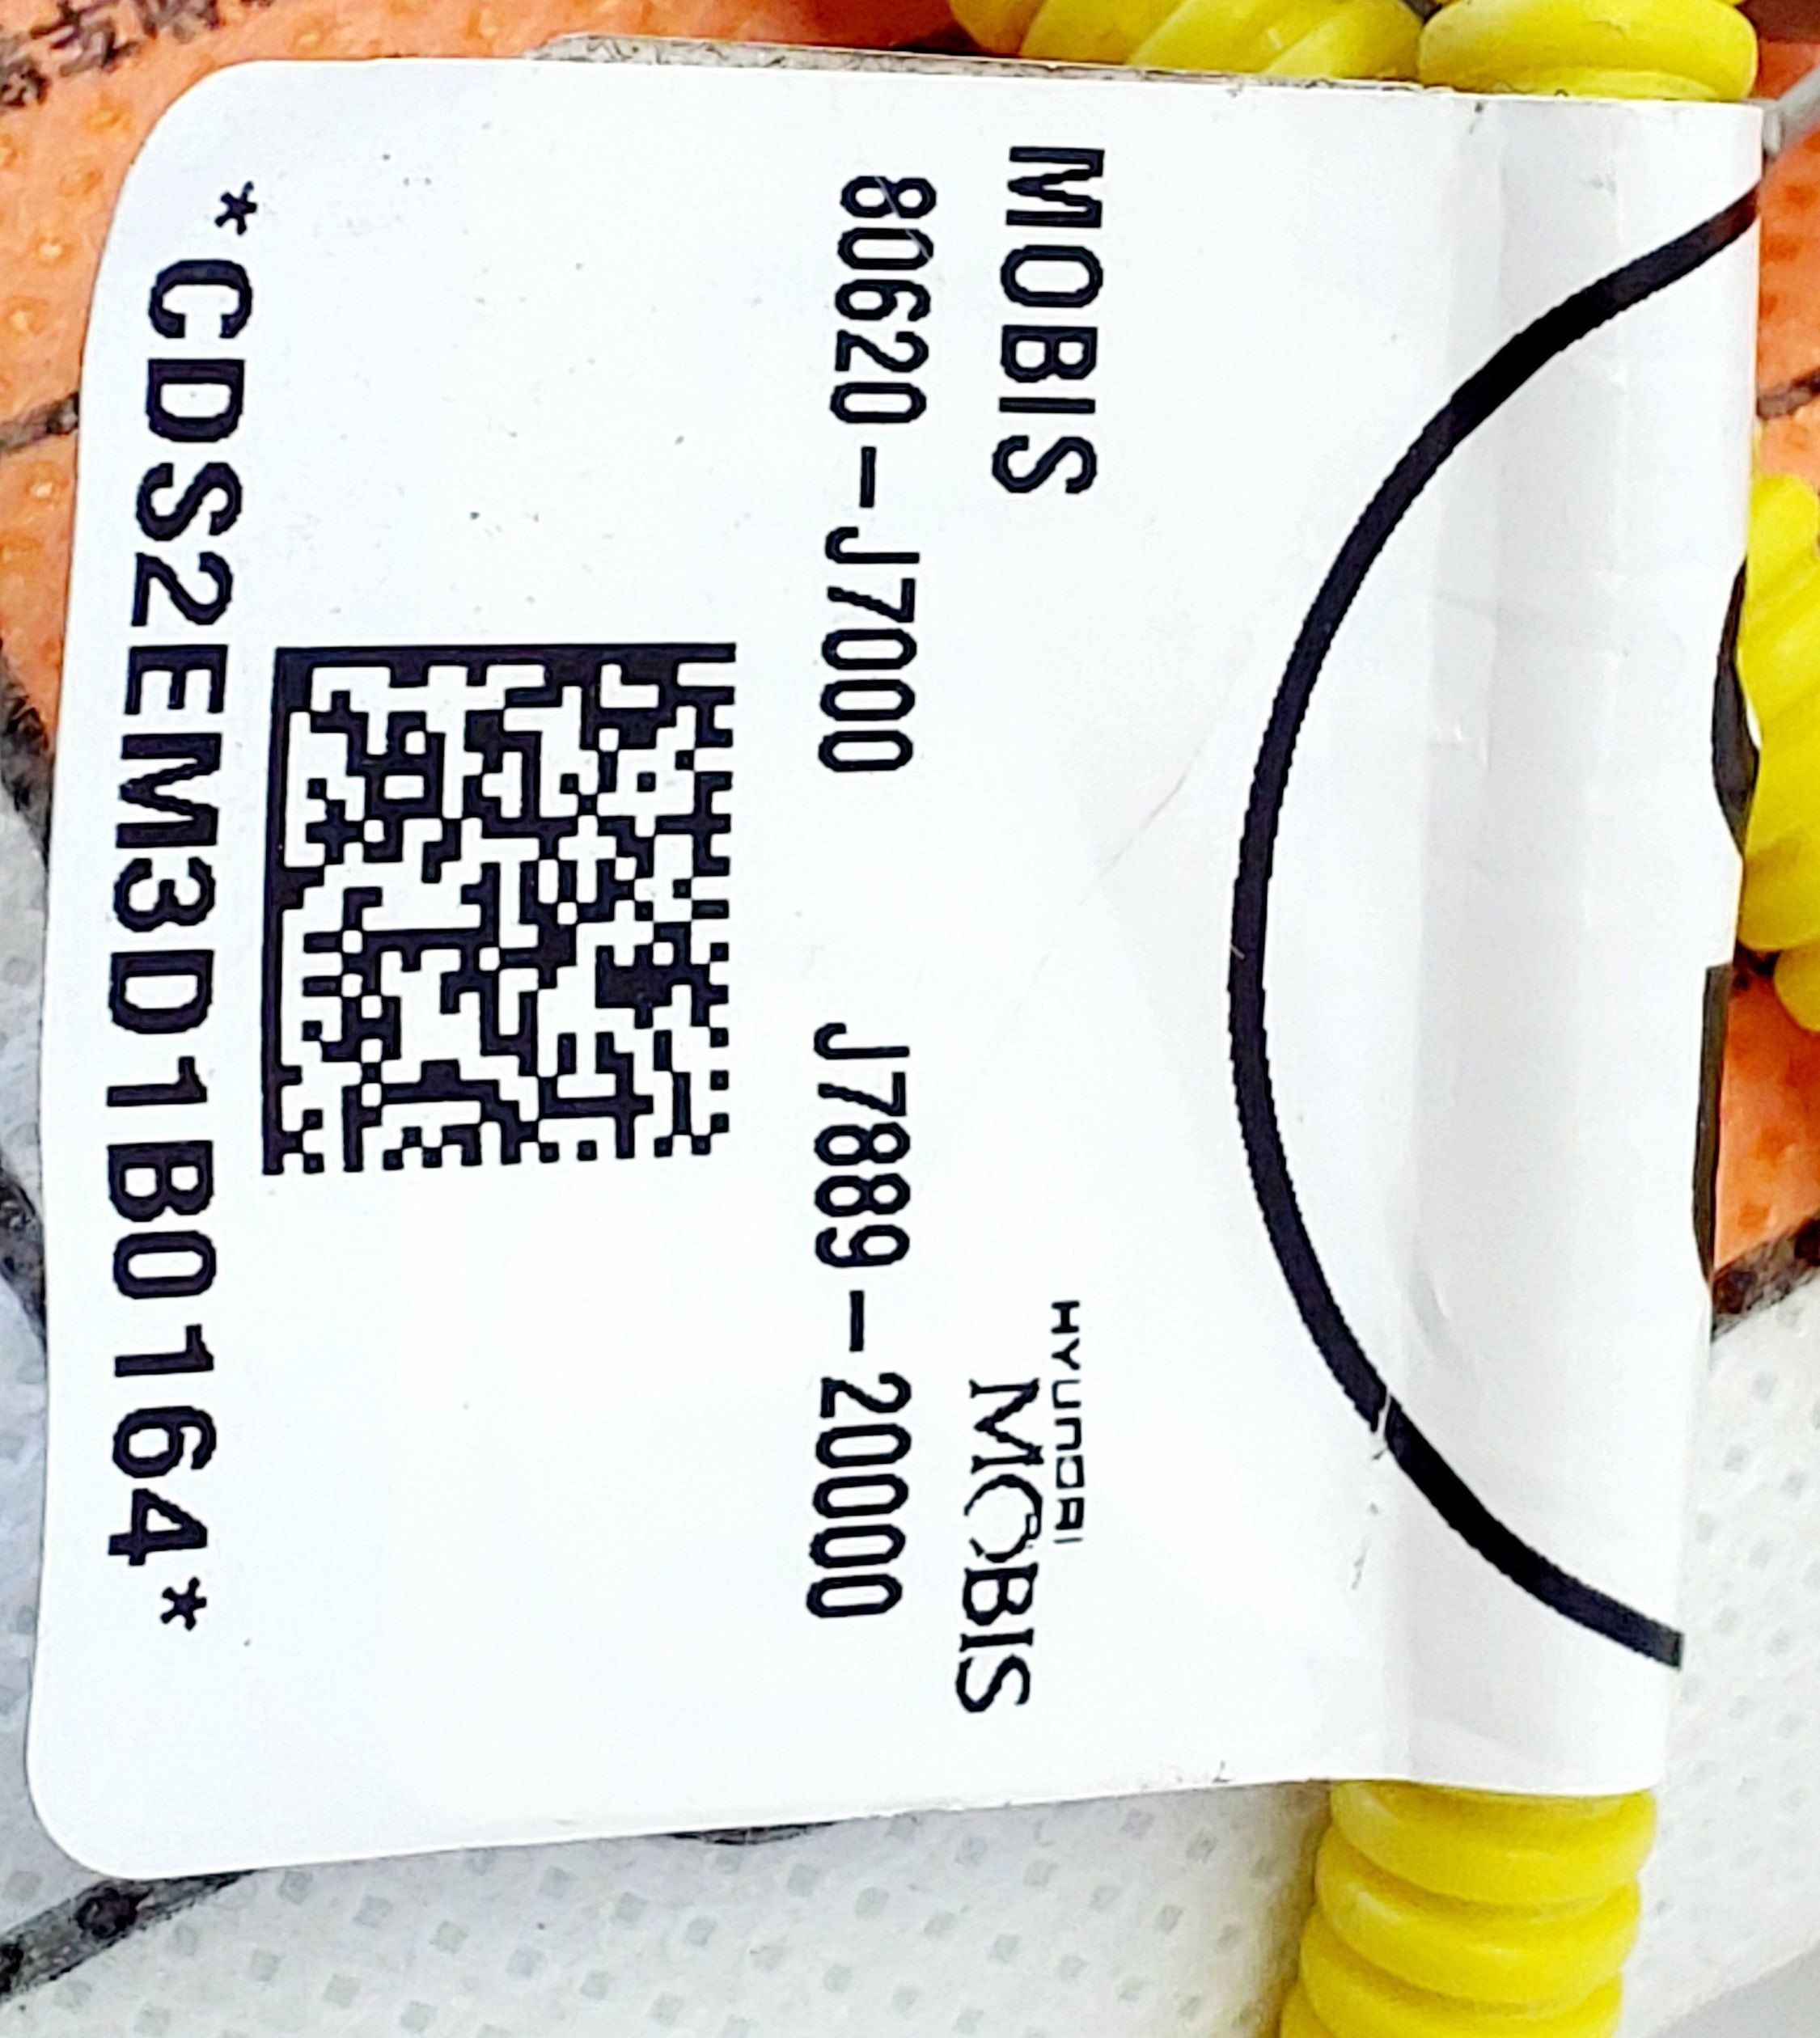 MOBIS
HYUNDAI
MOBIS
80620-J7000 J7889-20000
*CDS2EM3D1B0164*